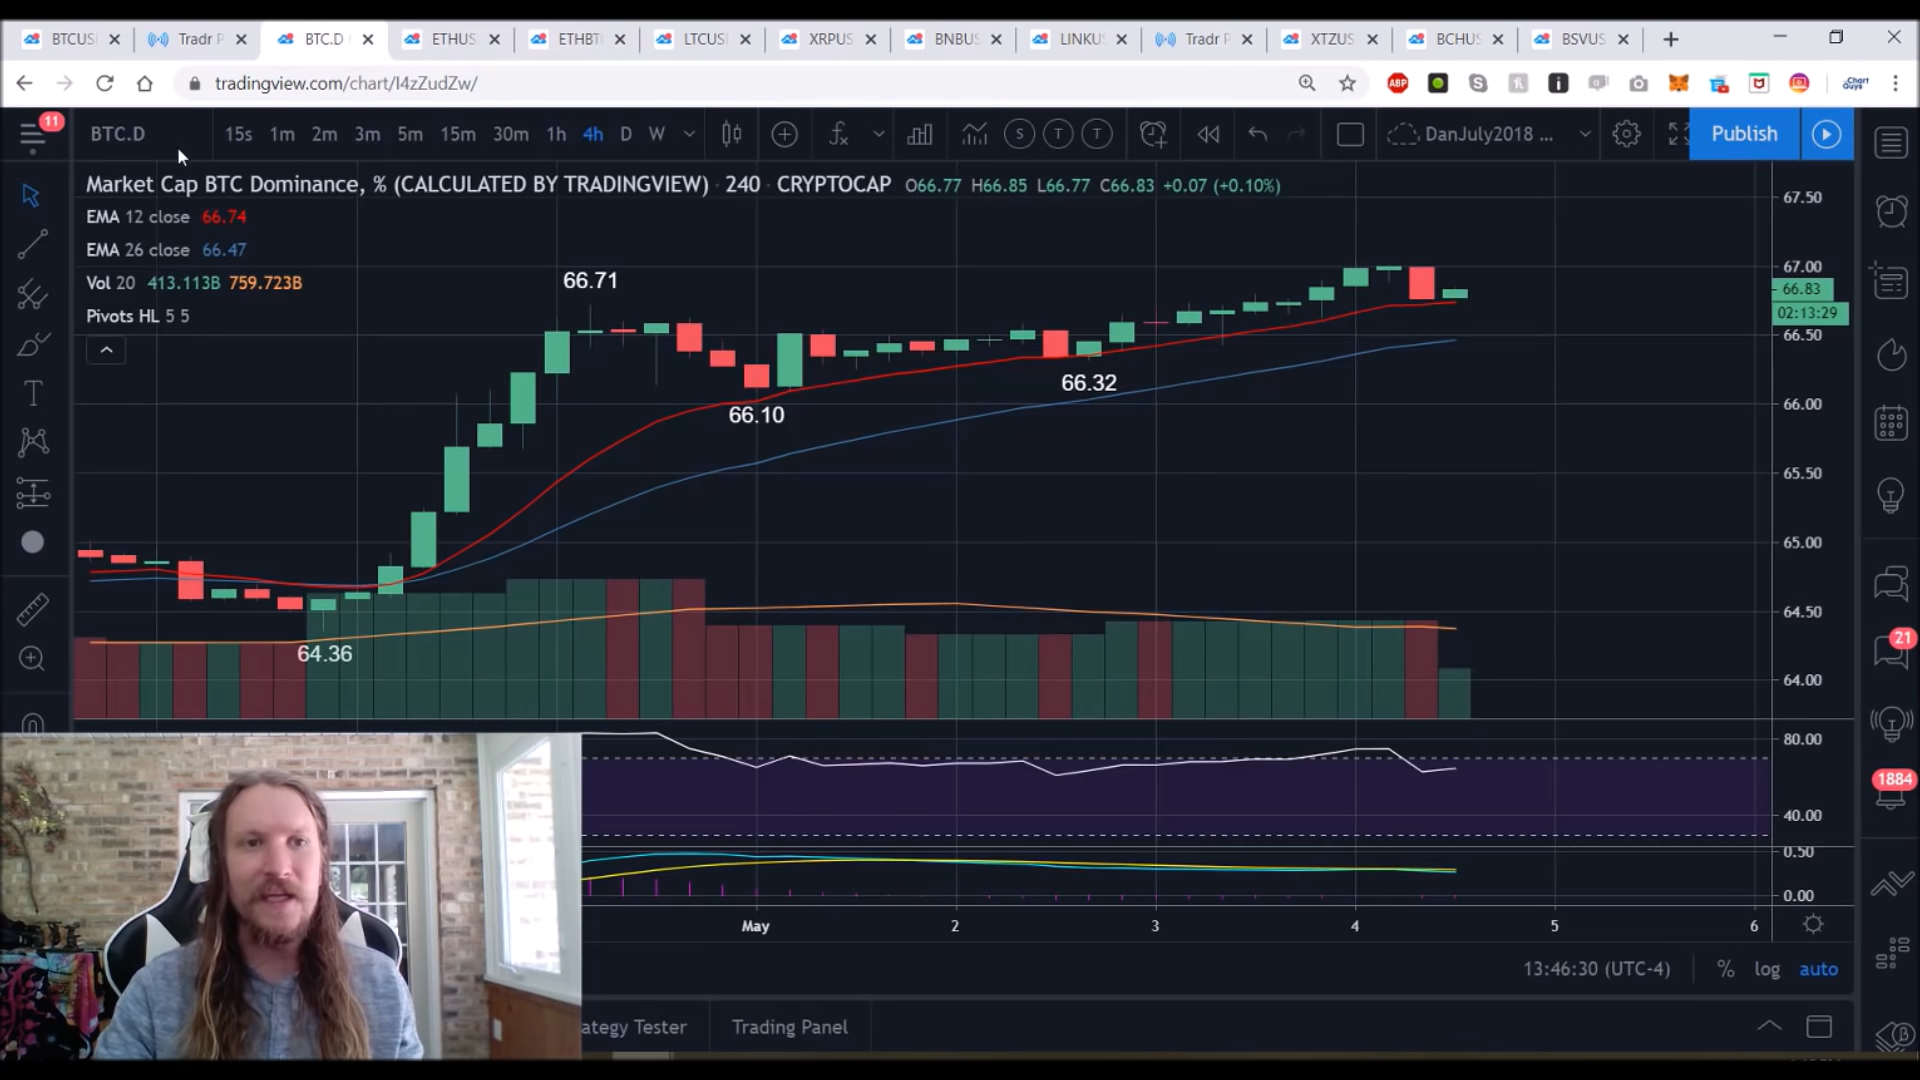 BTCUS Tradr P BTC.D ETHUS ETHBT LTCUS XRPUS BNBUS LINKUS Tradr P XTZUS BCHUS BSVUS
tradingview.com/chart/I4zZudZw/
ABP Chart Guys
11 BTC.D 15s 1m 2m 3m 5m 15m 30m 1h 4h D W S T T DanJuly2018 ... Publish
Market Cap BTC Dominance, % (CALCULATED BY TRADINGVIEW) 240 CRYPTOCAP O66.77 H66.85 L66.77 C66.83 +0.07 (+0.10%)
EMA 12 close 66.74
EMA 26 close 66.47
Vol 20 413.113B 759.723B
Pivots HL 5 5
66.71
66.10
66.32
64.36
67.50
67.00
66.83
02:13:29
66.50
66.00
65.50
65.00
64.50
64.00
80.00
40.00
0.50
0.00
21
1884
May 2 3 4 5 6
13:46:30 (UTC-4) % log auto
ategy Tester Trading Panel